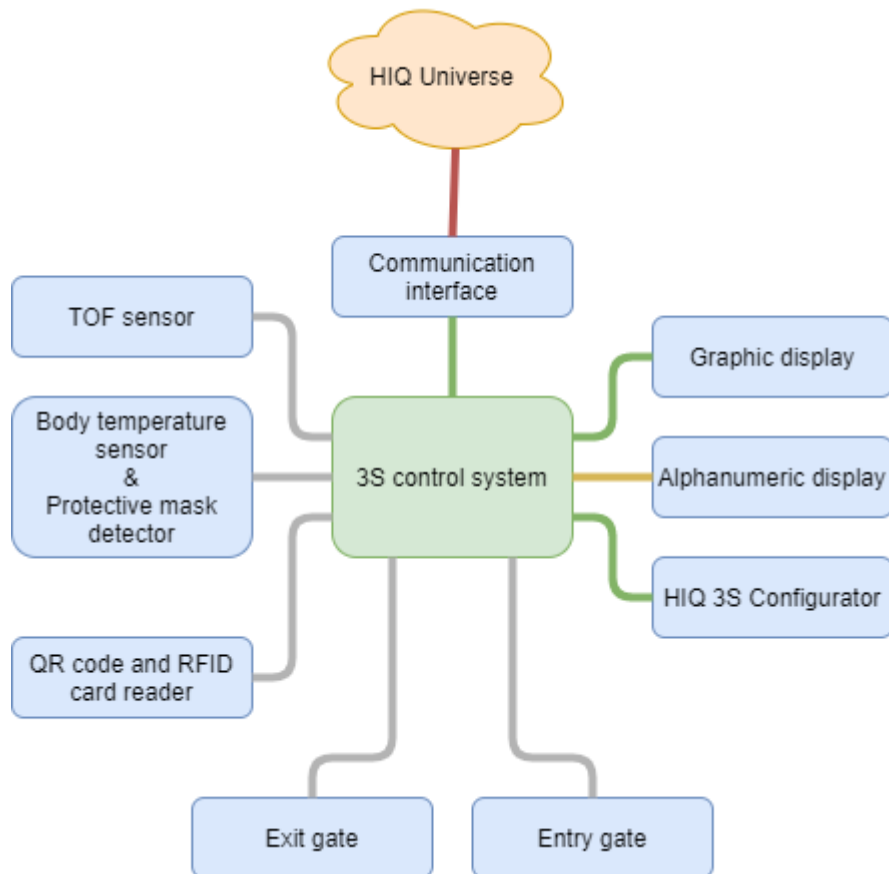 HIQ Universe
Communication
interface
TOF sensor
Graphic display
Body temperature
sensor
&
Protective mask
detector
3S control system
Alphanumeric display
HIQ 3S Configurator
QR code and RFID
card reader
Exit gate
Entry gate